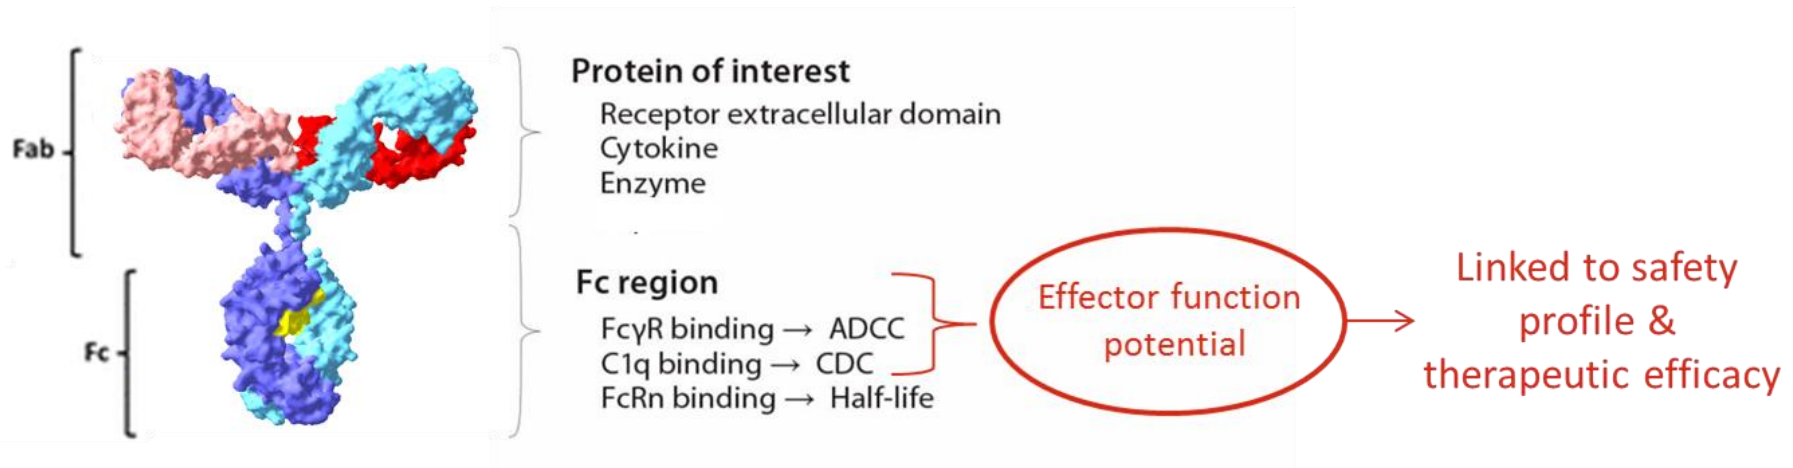 Fab
Protein of interest
Receptor extracellular domain
Cytokine
Enzyme
Fc
Fc region
FcγR binding → ADCC
C1q binding → CDC
FcRn binding → Half-life
Effector function
potential
Linked to safety
profile &
therapeutic efficacy